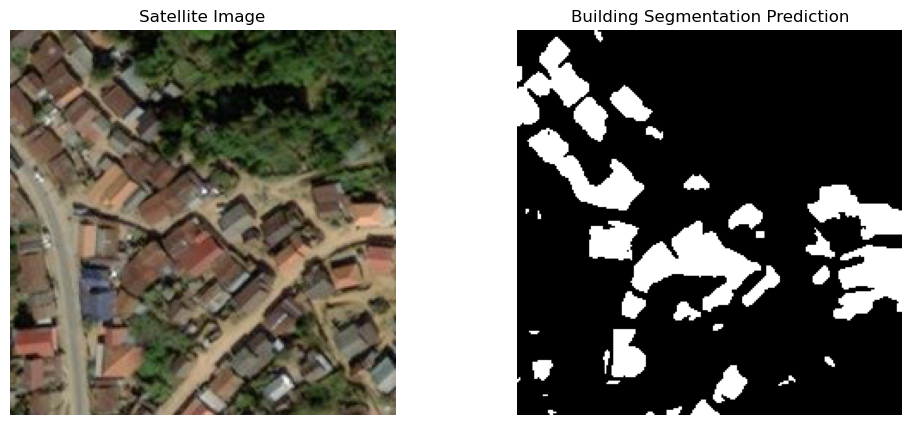 Satellite Image
Building Segmentation Prediction